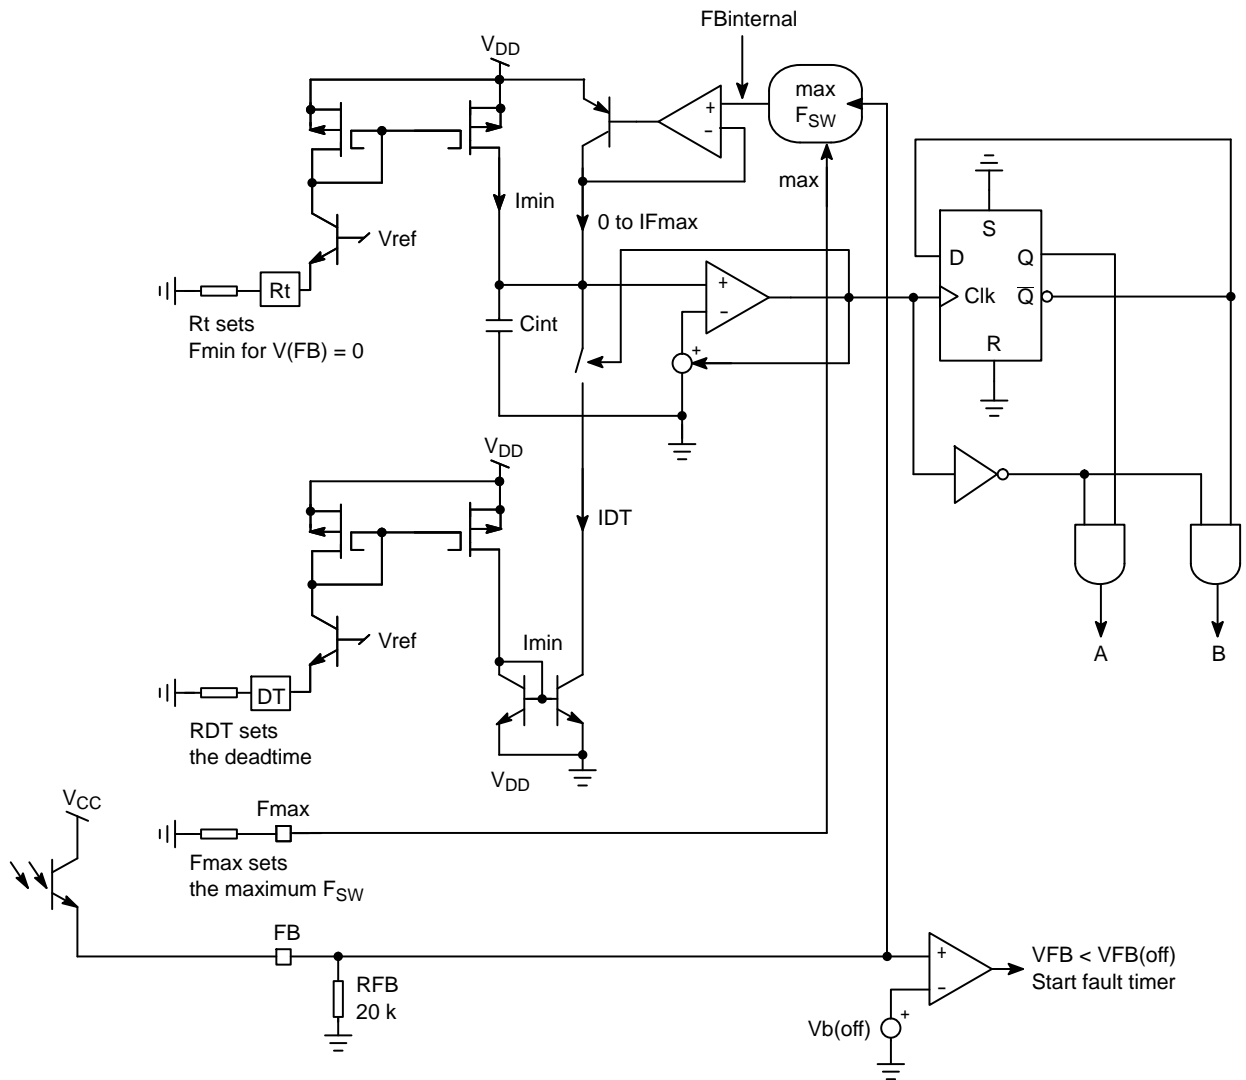 FBinternal
VDD
max
FSW
+
−
max
Imin
0 to IFmax
Vref
Rt
Rt sets
Fmin for V(FB) = 0
Cint
+
−
+
S
D
Q
Clk
Q̅
R
VDD
IDT
Vref
Imin
DT
RDT sets
the deadtime
VDD
A
B
VCC
Fmax
Fmax sets
the maximum FSW
FB
RFB
20 k
+
−
VFB < VFB(off)
Start fault timer
Vb(off)
+